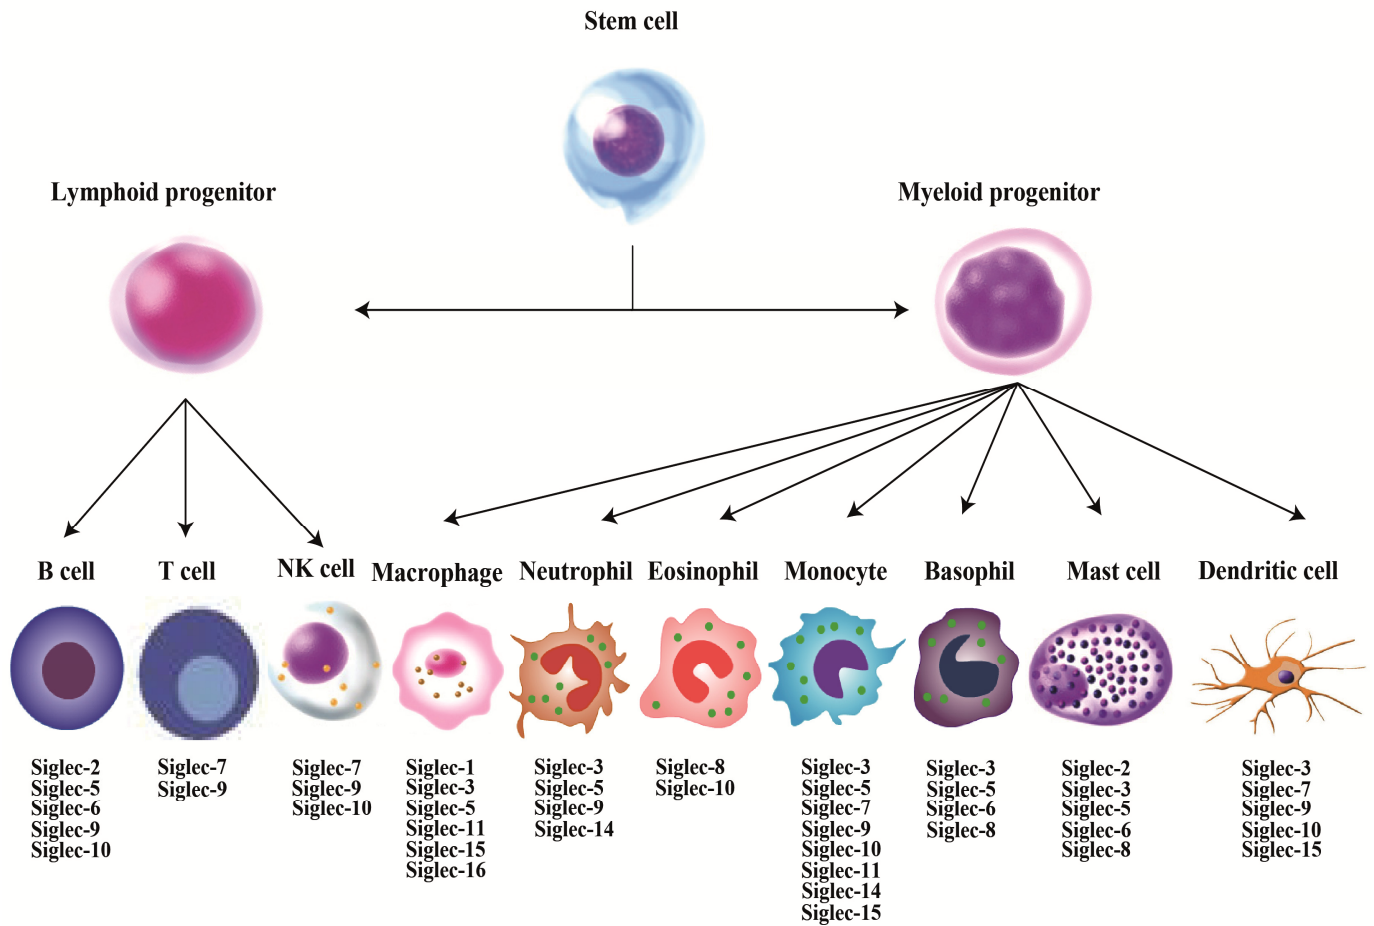 Stem cell
Lymphoid progenitor
Myeloid progenitor
B cell
T cell
NK cell
Macrophage
Neutrophil
Eosinophil
Monocyte
Basophil
Mast cell
Dendritic cell
Siglec-2
Siglec-5
Siglec-6
Siglec-9
Siglec-10
Siglec-7
Siglec-9
Siglec-7
Siglec-9
Siglec-10
Siglec-1
Siglec-3
Siglec-5
Siglec-11
Siglec-15
Siglec-16
Siglec-3
Siglec-5
Siglec-9
Siglec-14
Siglec-8
Siglec-10
Siglec-3
Siglec-5
Siglec-7
Siglec-9
Siglec-10
Siglec-11
Siglec-14
Siglec-15
Siglec-3
Siglec-5
Siglec-6
Siglec-8
Siglec-2
Siglec-3
Siglec-5
Siglec-6
Siglec-8
Siglec-3
Siglec-7
Siglec-9
Siglec-10
Siglec-15